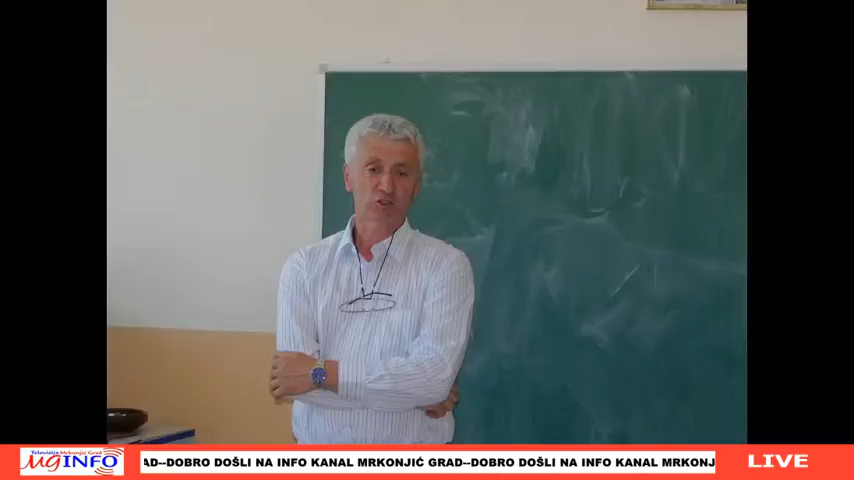 Televizija Mrkonjić Grad
MGINFO
AD--DOBRO DOŠLI NA INFO KANAL MRKONJIĆ GRAD--DOBRO DOŠLI NA INFO KANAL MRKONJ
LIVE